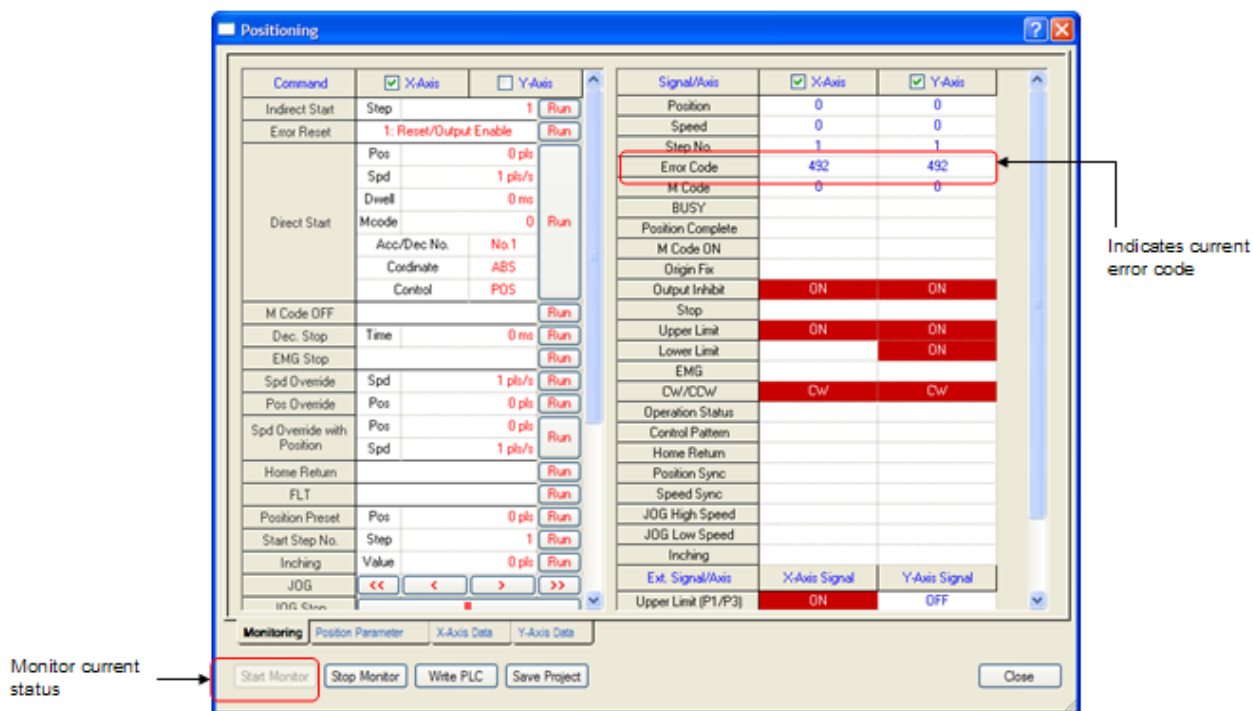 Positioning
Command X-Axis Y-Axis
Indirect Start Step 1 Run
Error Reset 1: Reset/Output Enable Run
Direct Start
Pos 0 pls
Spd 1 pls/s
Dwell 0 ms
Mcode 0 Run
Acc/Dec No. No.1
Cordinate ABS
Control POS
M Code OFF Run
Dec. Stop Time 0 ms Run
EMG Stop Run
Spd Override Spd 1 pls/s Run
Pos Override Pos 0 pls Run
Spd Override with Position
Pos 0 pls
Spd 1 pls/s Run
Home Return Run
FLT Run
Position Preset Pos 0 pls Run
Start Step No. Step 1 Run
Inching Value 0 pls Run
JOG << < > >>
JOG Stop
Signal/Axis X-Axis Y-Axis
Position 0 0
Speed 0 0
Step No. 1 1
Error Code 492 492
M Code 0 0
BUSY
Position Complete
M Code ON
Origin Fix
Output Inhibit ON ON
Stop
Upper Limit ON ON
Lower Limit ON
EMG
CW/CCW CW CW
Operation Status
Control Pattern
Home Return
Position Sync
Speed Sync
JOG High Speed
JOG Low Speed
Inching
Ext. Signal/Axis X-Axis Signal Y-Axis Signal
Upper Limit (P1/P3) ON OFF
Indicates current
error code
Monitoring Position Parameter X-Axis Data Y-Axis Data
Monitor current
status
Start Monitor Stop Monitor Write PLC Save Project Close